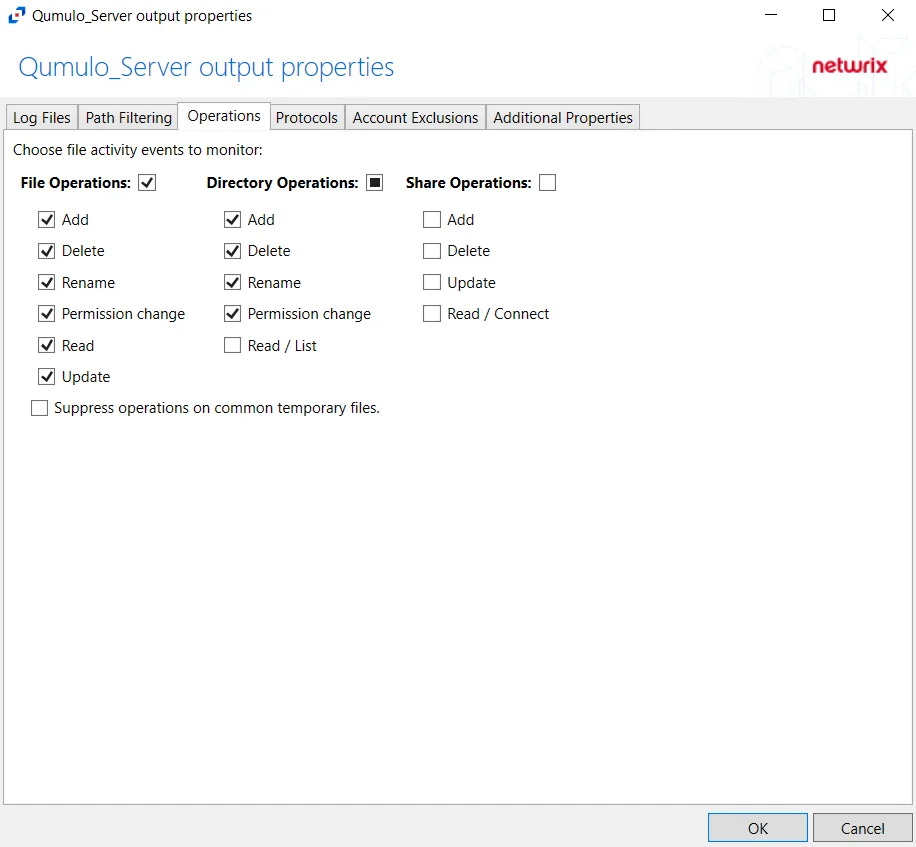 Qumulo_Server output properties
Qumulo_Server output properties
netwrix
Log Files Path Filtering Operations Protocols Account Exclusions Additional Properties
Choose file activity events to monitor:
File Operations: Directory Operations: Share Operations:
Add Add Add
Delete Delete Delete
Rename Rename Update
Permission change Permission change Read / Connect
Read Read / List
Update
Suppress operations on common temporary files.
OK Cancel